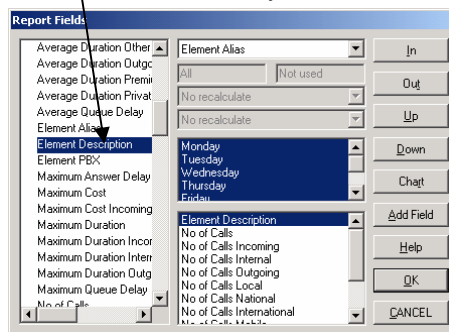 Report Fields
Average Duration Other
Average Duration Outgo
Average Duration Premi
Average Duration Privat
Average Queue Delay
Element Alias
Element Description
Element PBX
Maximum Answer Delay
Maximum Cost
Maximum Cost Incoming
Maximum Duration
Maximum Duration Incor
Maximum Duration Intern
Maximum Duration Outg
Maximum Queue Delay
No of Calls
Element Alias
All
Not used
No recalculate
No recalculate
Monday
Tuesday
Wednesday
Thursday
Friday
Element Description
No of Calls
No of Calls Incoming
No of Calls Internal
No of Calls Outgoing
No of Calls Local
No of Calls National
No of Calls International
No of Calls Mobile
In
Out
Up
Down
Chart
Add Field
Help
OK
CANCEL